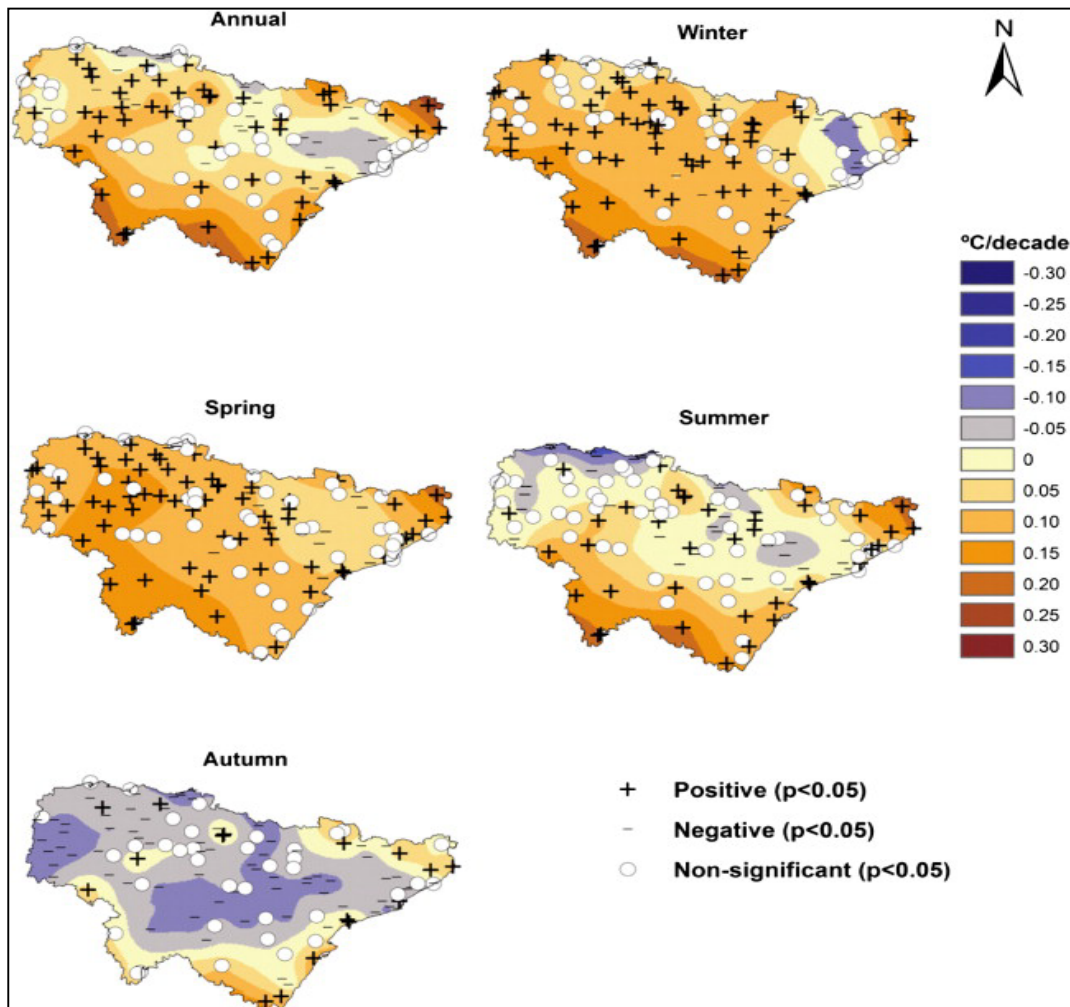 Annual
Winter
N
ºC/decade
-0.30
-0.25
-0.20
-0.15
-0.10
-0.05
0
0.05
0.10
0.15
0.20
0.25
0.30
Spring
Summer
Autumn
+ Positive (p<0.05)
- Negative (p<0.05)
Non-significant (p<0.05)